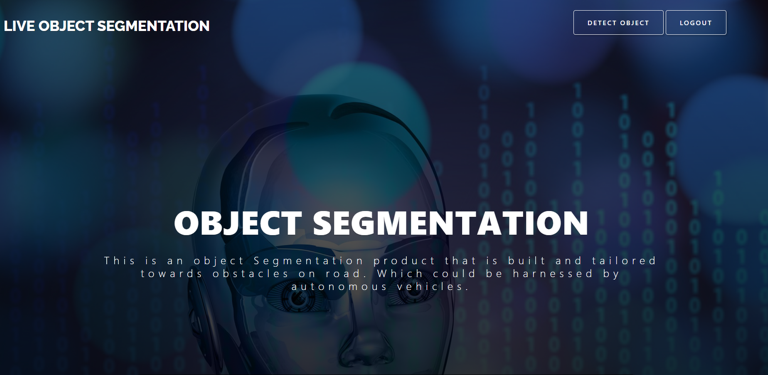 LIVE OBJECT SEGMENTATION
DETECT OBJECT
LOGOUT
OBJECT SEGMENTATION
This is an object Segmentation product that is built and tailored
towards obstacles on road. Which could be harnessed by
autonomous vehicles.